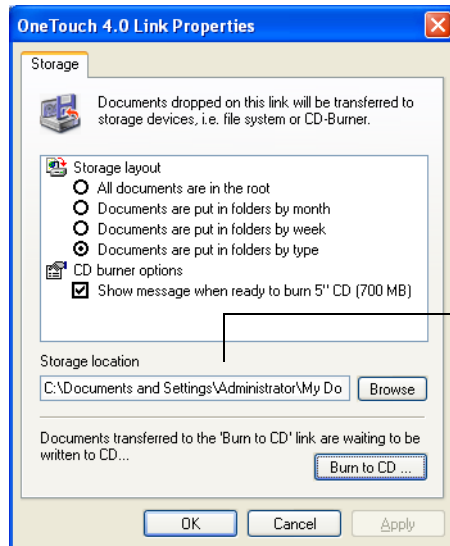 OneTouch 4.0 Link Properties
Storage
Documents dropped on this link will be transferred to
storage devices, i.e. file system or CD-Burner.
Storage layout
All documents are in the root
Documents are put in folders by month
Documents are put in folders by week
Documents are put in folders by type
CD burner options
Show message when ready to burn 5" CD (700 MB)
Storage location
C:\Documents and Settings\Administrator\My Do
Browse
Documents transferred to the 'Burn to CD' link are waiting to be
written to CD...
Burn to CD ...
OK Cancel Apply